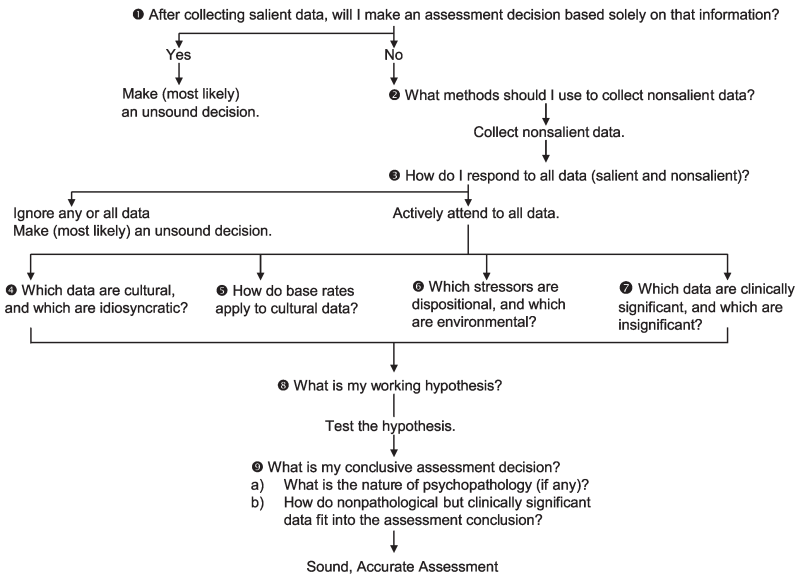 ❶ After collecting salient data, will I make an assessment decision based solely on that information?
Yes
No
Make (most likely)
an unsound decision.
❷ What methods should I use to collect nonsalient data?
Collect nonsalient data.
❸ How do I respond to all data (salient and nonsalient)?
Ignore any or all data
Make (most likely) an unsound decision.
Actively attend to all data.
❹ Which data are cultural,
and which are idiosyncratic?
❺ How do base rates
apply to cultural data?
❻ Which stressors are
dispositional, and which
are environmental?
❼ Which data are clinically
significant, and which are
insignificant?
❽ What is my working hypothesis?
Test the hypothesis.
❾ What is my conclusive assessment decision?
a) What is the nature of psychopathology (if any)?
b) How do nonpathological but clinically significant
data fit into the assessment conclusion?
Sound, Accurate Assessment